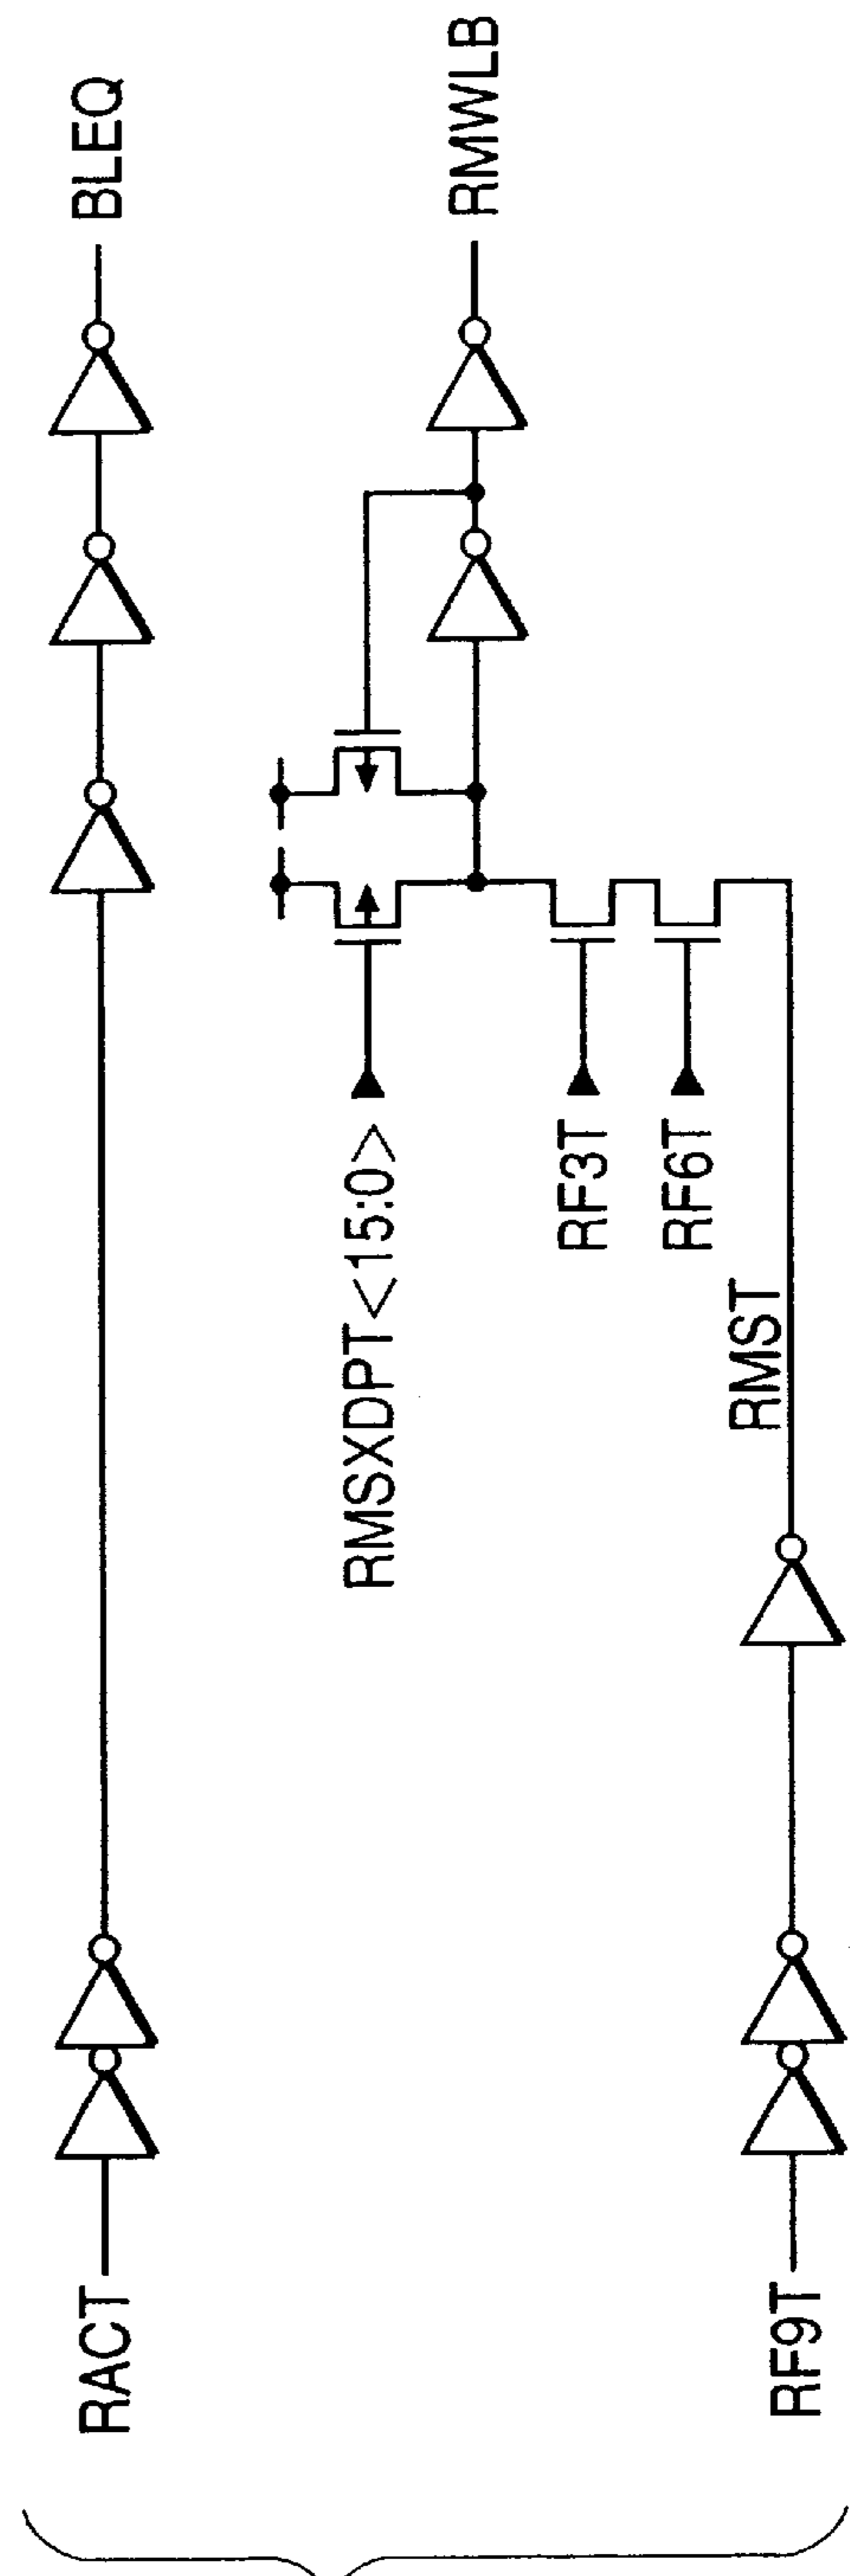 RACT
BLEQ
RMSXDPT<15:0>
RMWLB
RF3T
RF6T
RMST
RF9T